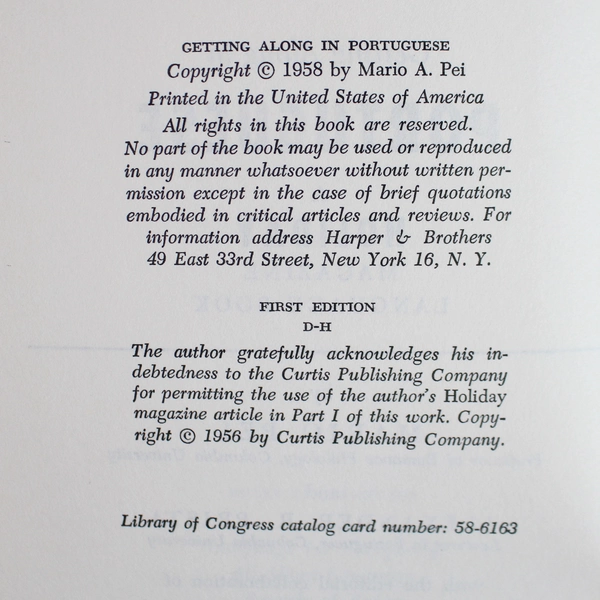 GETTING ALONG IN PORTUGUESE
Copyright © 1958 by Mario A. Pei
Printed in the United States of America
All rights in this book are reserved.
No part of the book may be used or reproduced
in any manner whatsoever without written per-
mission except in the case of brief quotations
embodied in critical articles and reviews. For
information address Harper & Brothers
49 East 33rd Street, New York 16, N. Y.
FIRST EDITION
D-H
The author gratefully acknowledges his in-
debtedness to the Curtis Publishing Company
for permitting the use of the author's Holiday
magazine article in Part I of this work. Copy-
right © 1956 by Curtis Publishing Company.
Library of Congress catalog card number: 58-6163